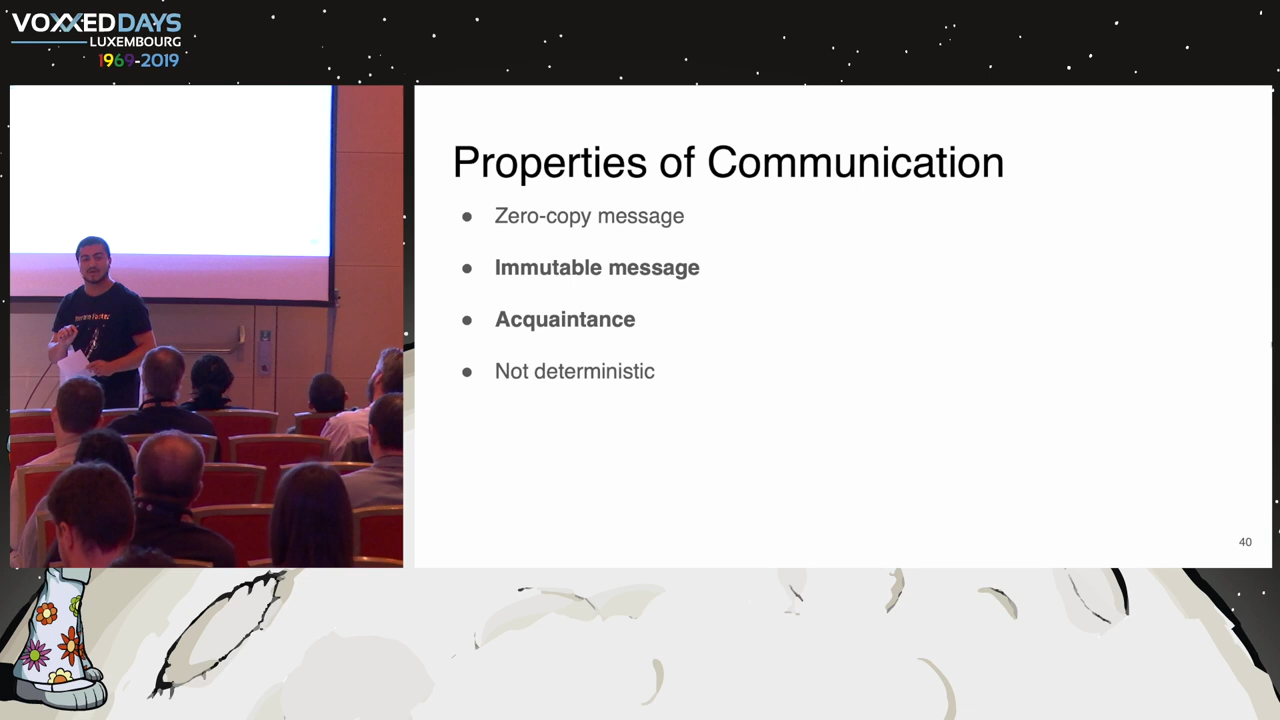 VOXXEDDAYS
LUXEMBOURG
1969-2019
Properties of Communication
● Zero-copy message
● Immutable message
● Acquaintance
● Not deterministic
40